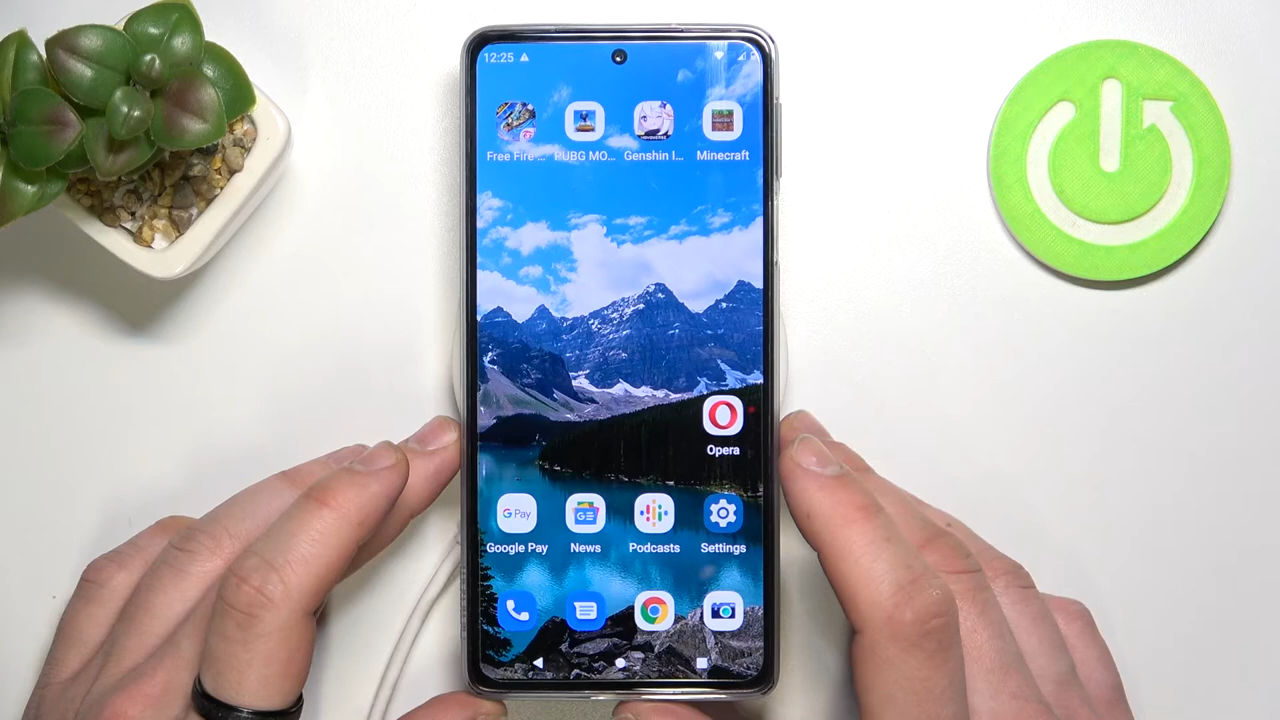 12:25
Free Fire ... PUBG MO... Genshin I... Minecraft
Opera
G Pay
Google Pay News Podcasts Settings